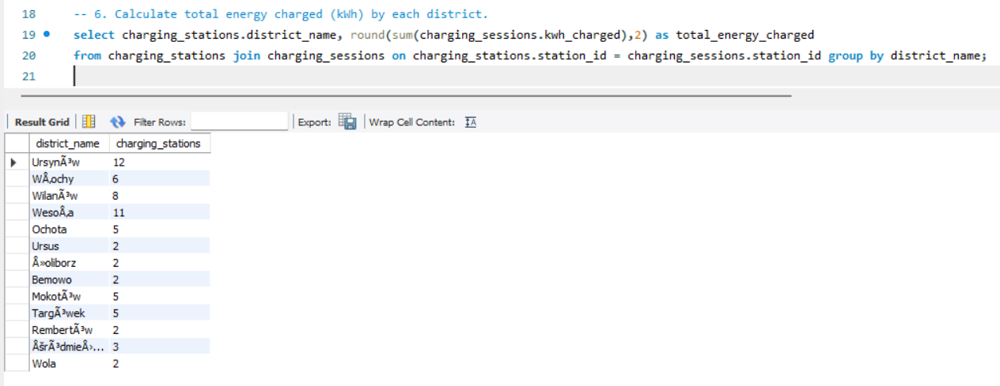 18 -- 6. Calculate total energy charged (kWh) by each district.
19 select charging_stations.district_name, round(sum(charging_sessions.kwh_charged),2) as total_energy_charged
20 from charging_stations join charging_sessions on charging_stations.station_id = charging_sessions.station_id group by district_name;
21
Result Grid Filter Rows: Export: Wrap Cell Content: IA
district_name charging_stations
UrsynÃ³w 12
WÅ‚ochy 6
WilanÃ³w 8
WesoÅ‚a 11
Ochota 5
Ursus 2
Å»oliborz 2
Bemowo 2
MokotÃ³w 5
TargÃ³wek 5
RembertÃ³w 2
ÅšrÃ³dmieÅ›... 3
Wola 2